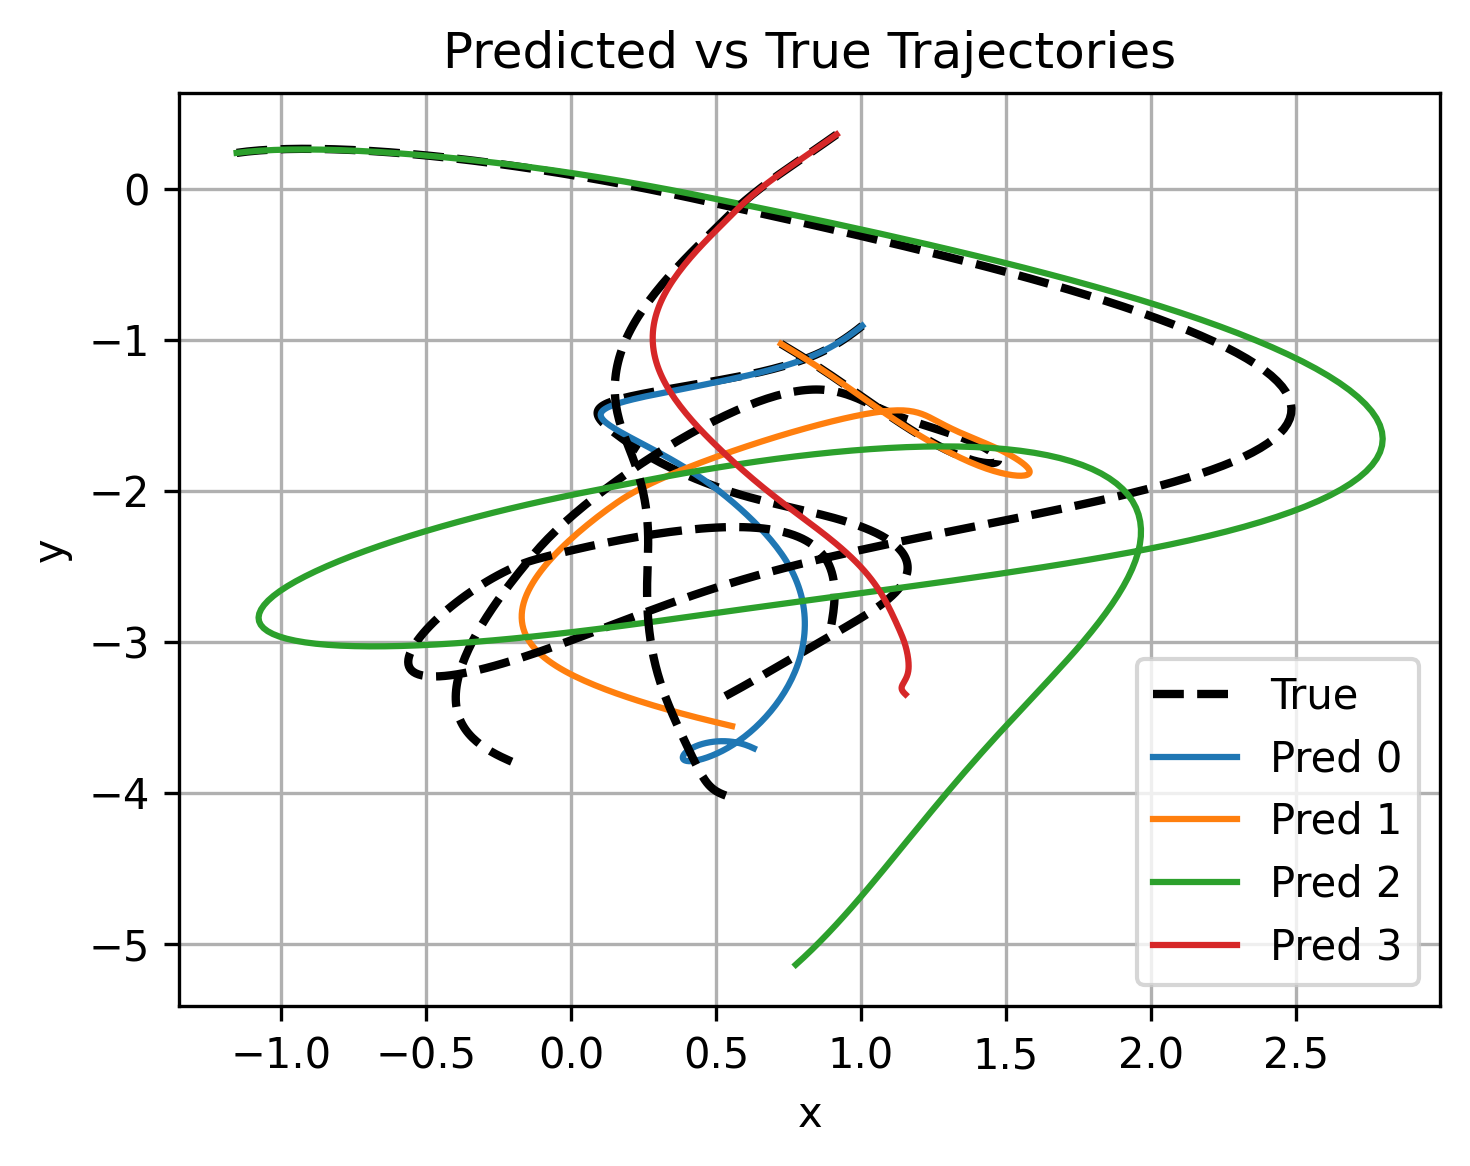 Predicted vs True Trajectories
y
0
−1
−2
−3
−4
−5
True
Pred 0
Pred 1
Pred 2
Pred 3
−1.0 −0.5 0.0 0.5 1.0 1.5 2.0 2.5
x